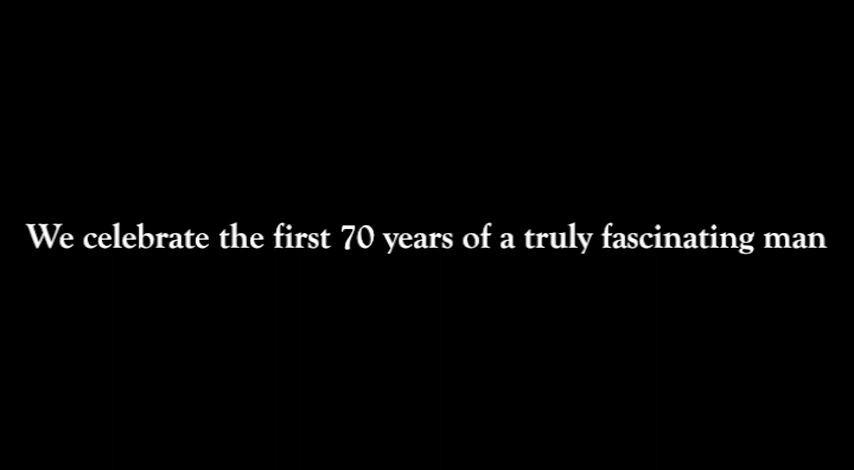 We celebrate the first 70 years of a truly fascinating man